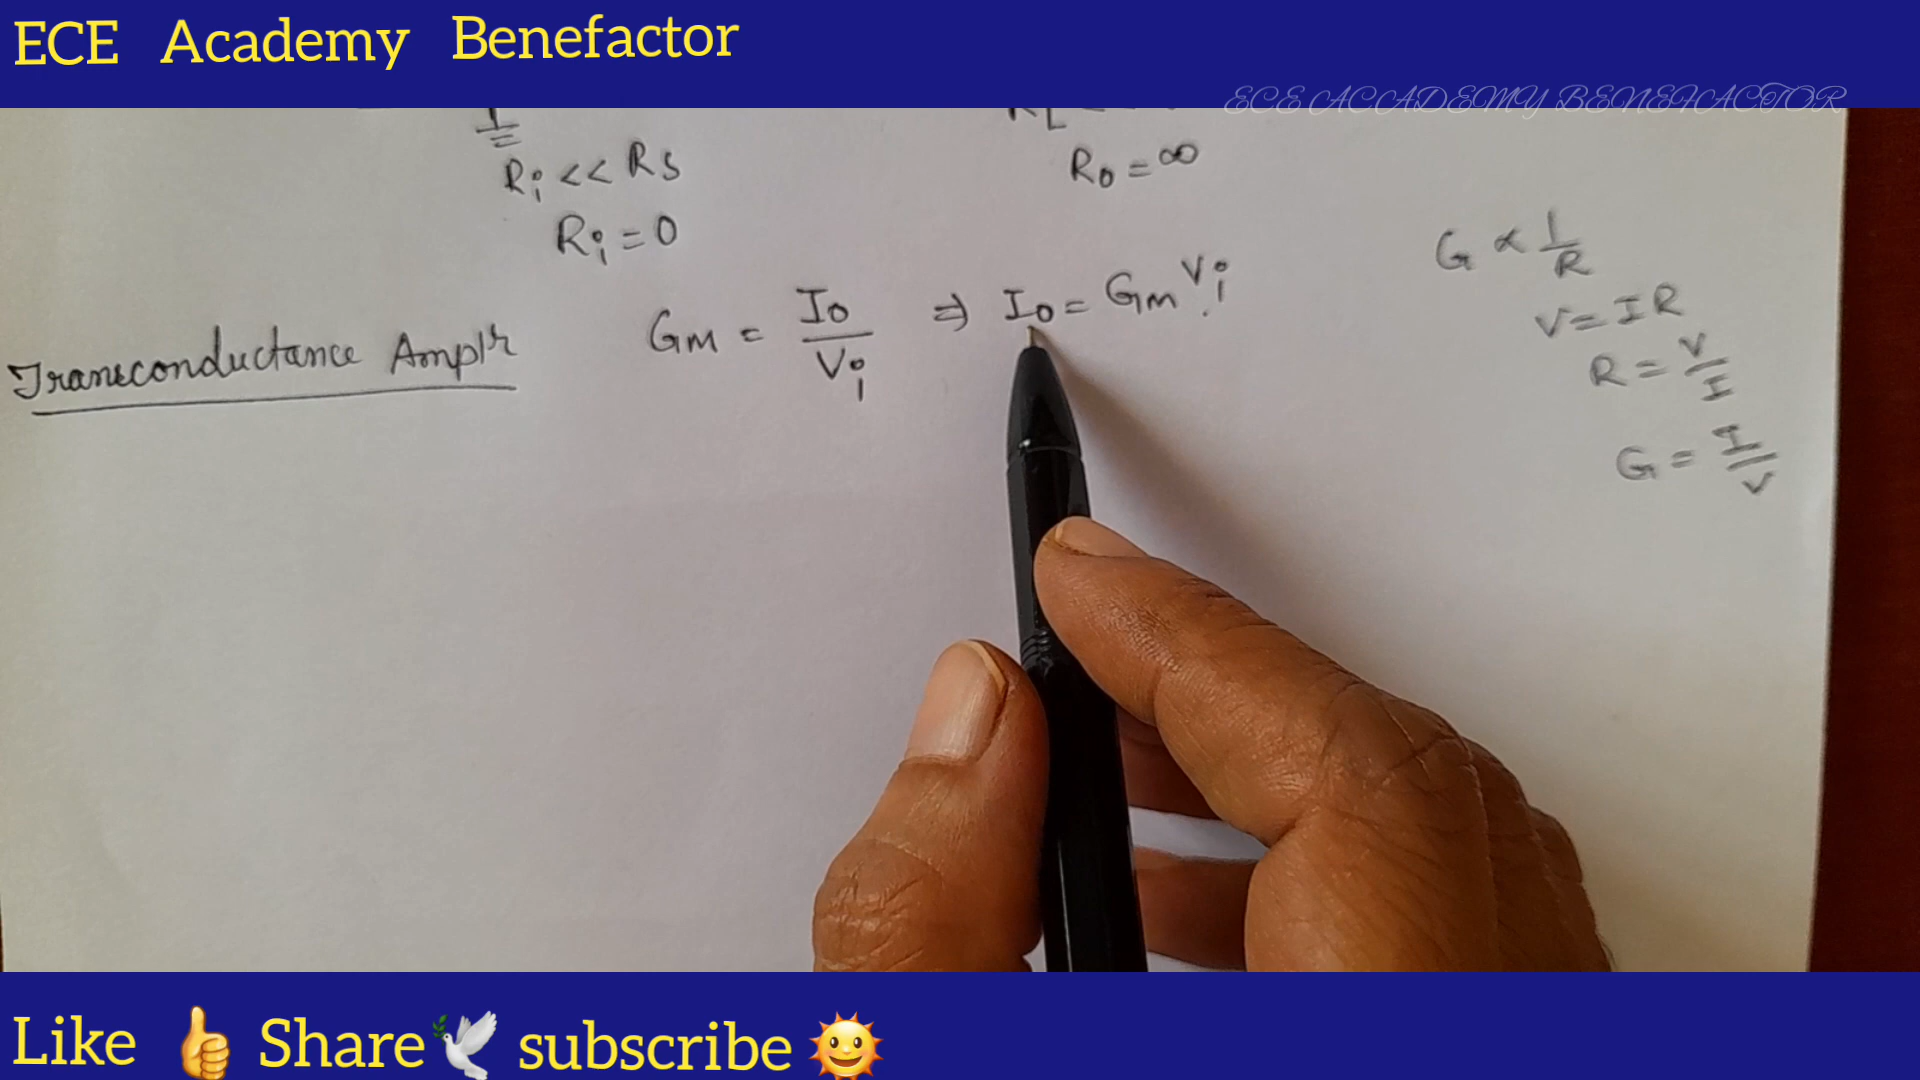 ECE Academy Benefactor
ECE ACCADEMY BENEFACTOR
Ri << Rs
Ri = 0
Ro = ∞
Transconductance Amplr
Gm = Io / Vi ⇒ Io = Gm Vi
G ∝ 1/R
V = IR
R = V/I
G = I/V
Like 👍 Share 🕊 subscribe 🌞